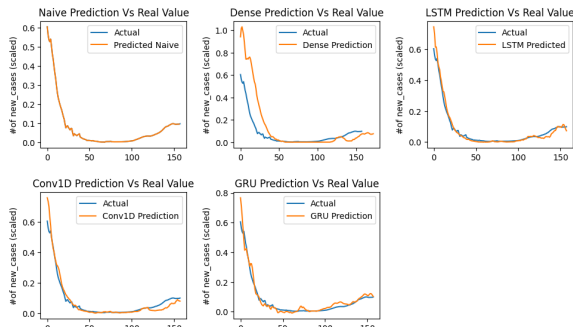 Naive Prediction Vs Real Value
Dense Prediction Vs Real Value
LSTM Prediction Vs Real Value
#of new_cases (scaled)
0.6
0.5
0.4
0.3
0.2
0.1
0.0
Actual
Predicted Naive
0
50
100
150
#of new_cases (scaled)
1.0
0.8
0.6
0.4
0.2
0.0
Actual
Dense Prediction
0
50
100
150
#of new_cases (scaled)
0.6
0.4
0.2
0.0
Actual
LSTM Predicted
0
50
100
150
Conv1D Prediction Vs Real Value
GRU Prediction Vs Real Value
#of new_cases (scaled)
0.8
0.6
0.4
0.2
0.0
Actual
Conv1D Prediction
0
50
100
150
#of new_cases (scaled)
0.8
0.6
0.4
0.2
0.0
Actual
GRU Prediction
0
50
100
150